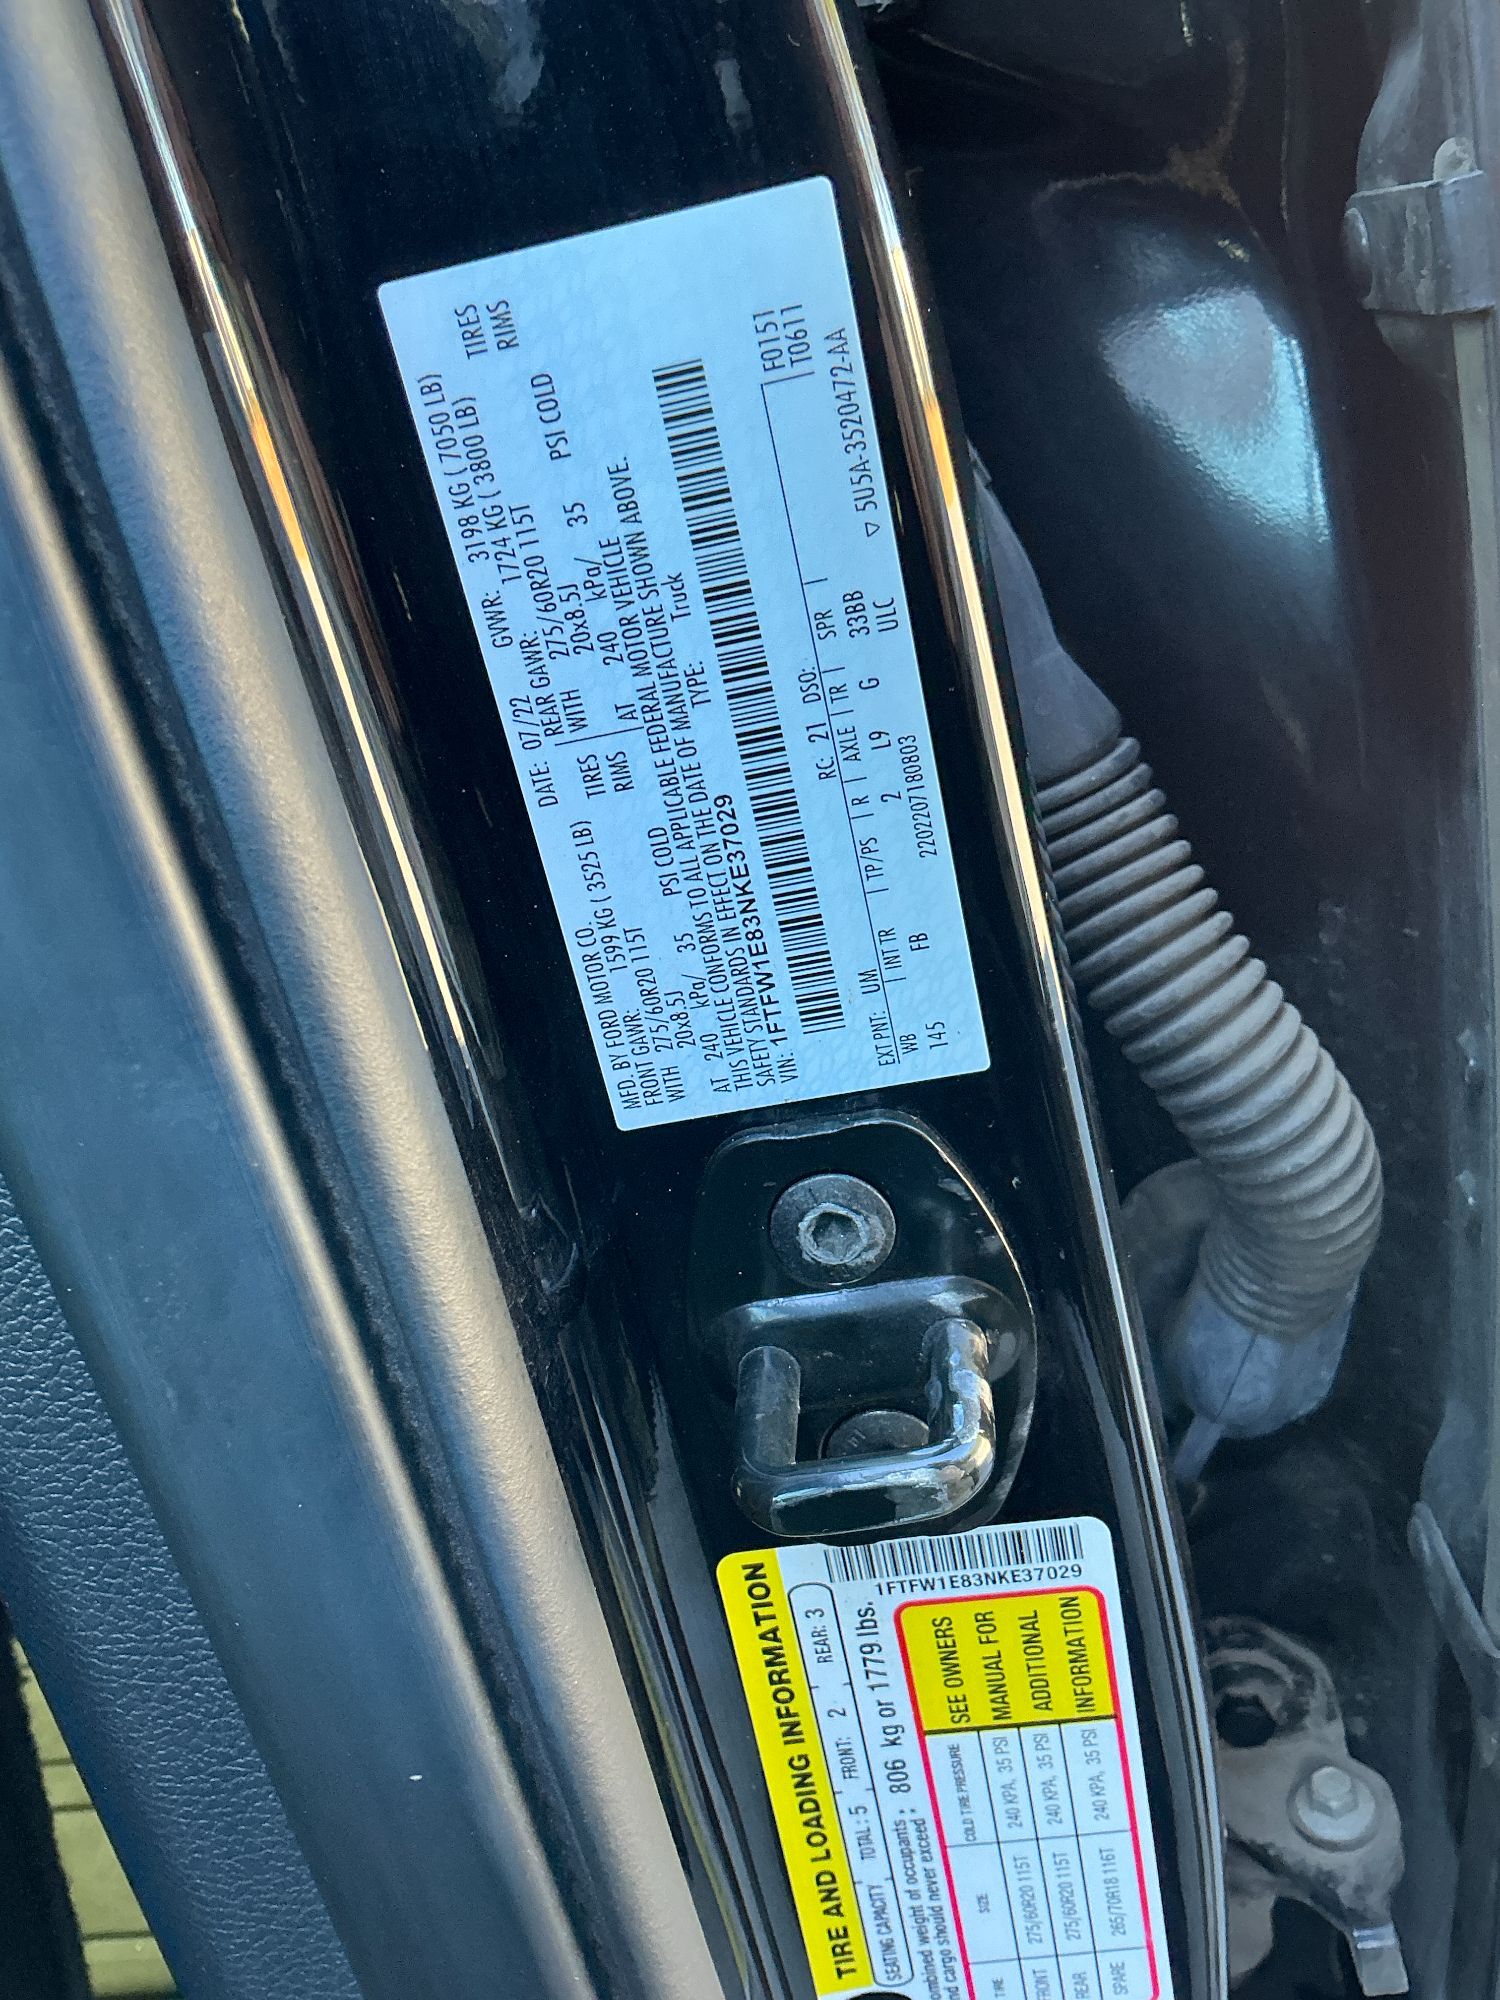 MFD. BY FORD MOTOR CO. DATE: 07/22 GVWR: 3198 KG ( 7050 LB)
FRONT GAWR: 1599 KG ( 3525 LB) REAR GAWR: 1724 KG ( 3800 LB)
WITH 275/60R20 115T TIRES WITH 275/60R20 115T TIRES
20x8.5J RIMS 20x8.5J RIMS
AT 240 kPa/ 35 PSI COLD AT 240 kPa/ 35 PSI COLD
THIS VEHICLE CONFORMS TO ALL APPLICABLE FEDERAL MOTOR VEHICLE
SAFETY STANDARDS IN EFFECT ON THE DATE OF MANUFACTURE SHOWN ABOVE.
VIN: 1FTFW1E83NKE37029 TYPE: Truck
F0151
EXT PNT: UM RC: 21 DSO: T0611
WB INT TR TP/PS R AXLE TR SPR
145 FB 2 L9 G 33BB
2202207180803 ULC ▽ 5U5A-3520472-AA
TIRE AND LOADING INFORMATION
SEATING CAPACITY TOTAL: 5 FRONT: 2 REAR: 3
ombined weight of occupants
nd cargo should never exceed : 806 kg or 1779 lbs.
1FTFW1E83NKE37029
TIRE SIZE COLD TIRE PRESSURE
FRONT 275/60R20 115T 240 KPA, 35 PSI
REAR 275/60R20 115T 240 KPA, 35 PSI
SPARE 265/70R18 116T 240 KPA, 35 PSI
SEE OWNERS
MANUAL FOR
ADDITIONAL
INFORMATION